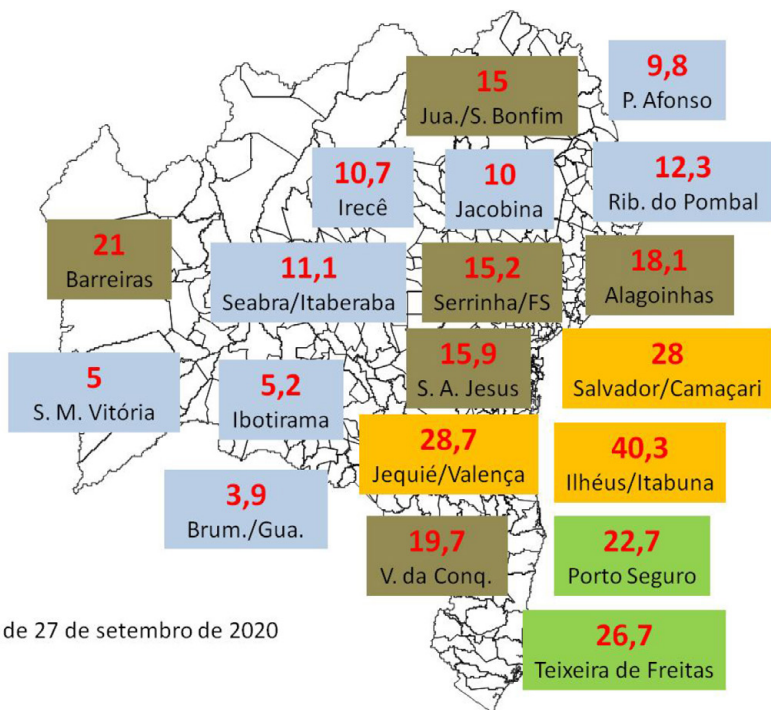 15
Jua./S. Bonfim
9,8
P. Afonso
10,7
Irecê
10
Jacobina
12,3
Rib. do Pombal
21
Barreiras
11,1
Seabra/Itaberaba
15,2
Serrinha/FS
18,1
Alagoinhas
5
S. M. Vitória
5,2
Ibotirama
15,9
S. A. Jesus
28
Salvador/Camaçari
28,7
Jequié/Valença
40,3
Ilhéus/Itabuna
3,9
Brum./Gua.
19,7
V. da Conq.
22,7
Porto Seguro
de 27 de setembro de 2020
26,7
Teixeira de Freitas